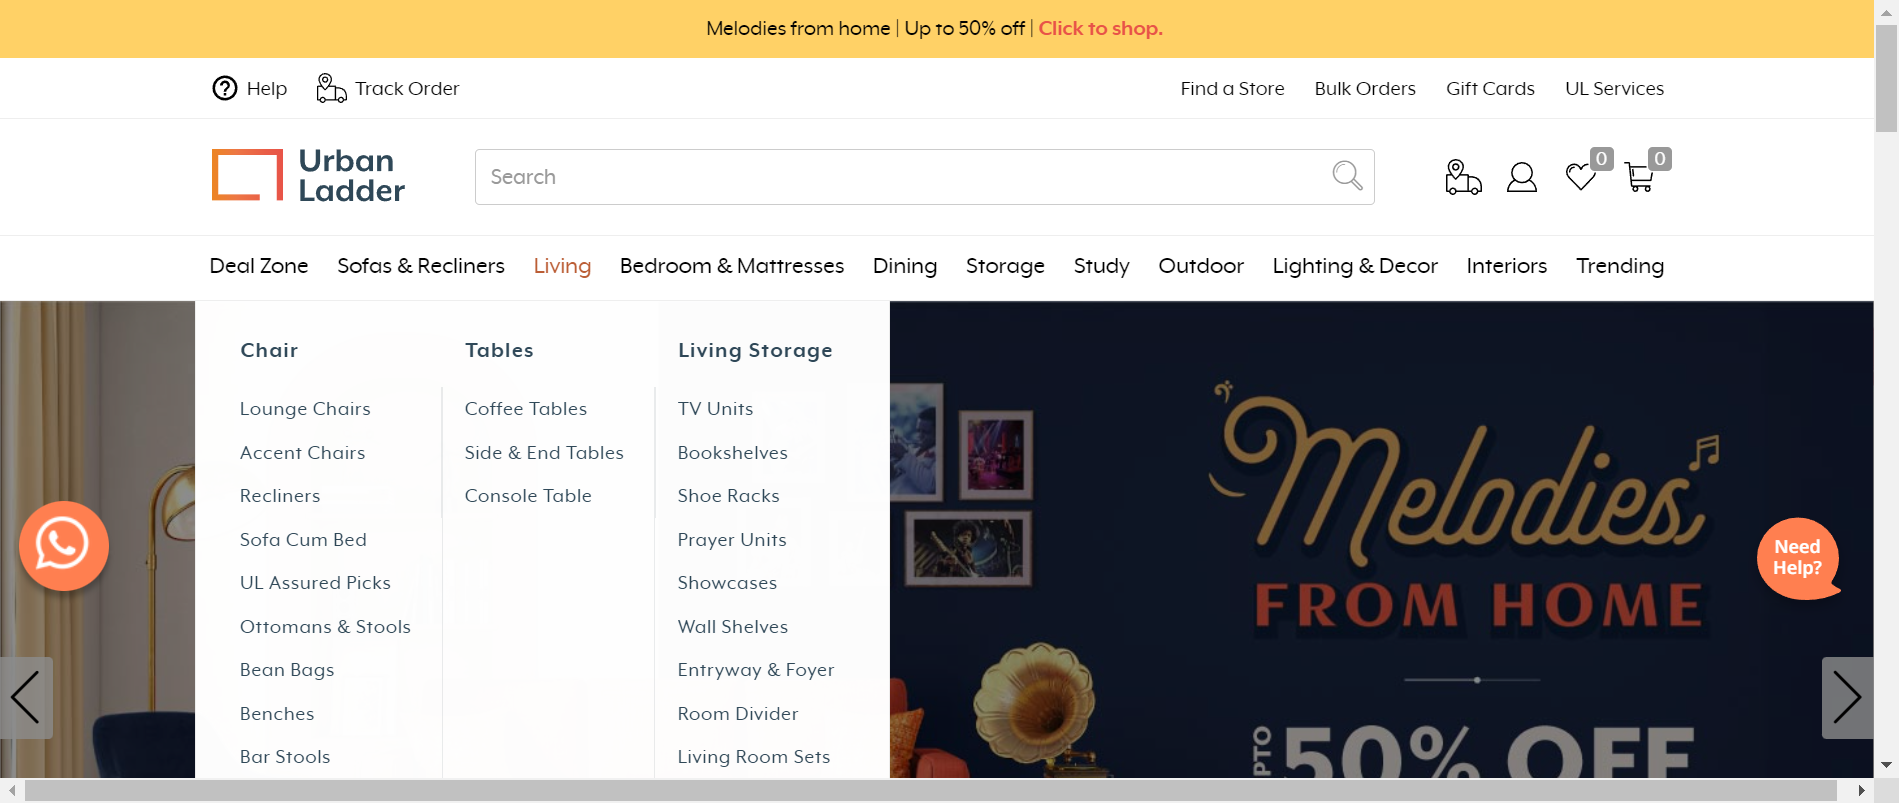 Melodies from home | Up to 50% off | Click to shop.
Help
Track Order
Find a Store
Bulk Orders
Gift Cards
UL Services
Urban
Ladder
Search
0
0
Deal Zone
Sofas & Recliners
Living
Bedroom & Mattresses
Dining
Storage
Study
Outdoor
Lighting & Decor
Interiors
Trending
Chair
Lounge Chairs
Accent Chairs
Recliners
Sofa Cum Bed
UL Assured Picks
Ottomans & Stools
Bean Bags
Benches
Bar Stools
Tables
Coffee Tables
Side & End Tables
Console Table
Living Storage
TV Units
Bookshelves
Shoe Racks
Prayer Units
Showcases
Wall Shelves
Entryway & Foyer
Room Divider
Living Room Sets
Melodies
FROM HOME
50% OFF
Need
Help?